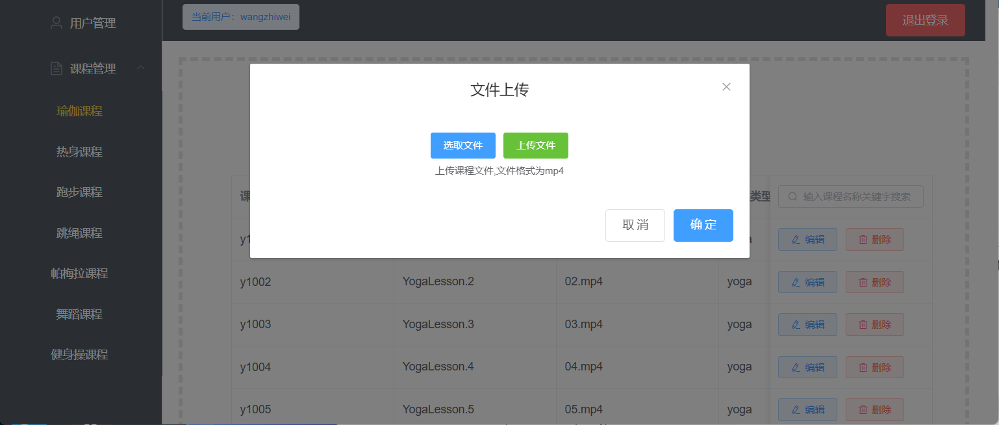 用户管理
课程管理
瑜伽课程
热身课程
跑步课程
跳绳课程
帕梅拉课程
舞蹈课程
健身操课程
当前用户：wangzhiwei
退出登录
文件上传
选取文件 上传文件
上传课程文件,文件格式为mp4
取消 确定
类型 输入课程名称关键字搜索
编辑 删除
y1002 YogaLesson.2 02.mp4 yoga 编辑 删除
y1003 YogaLesson.3 03.mp4 yoga 编辑 删除
y1004 YogaLesson.4 04.mp4 yoga 编辑 删除
y1005 YogaLesson.5 05.mp4 yoga 编辑 删除